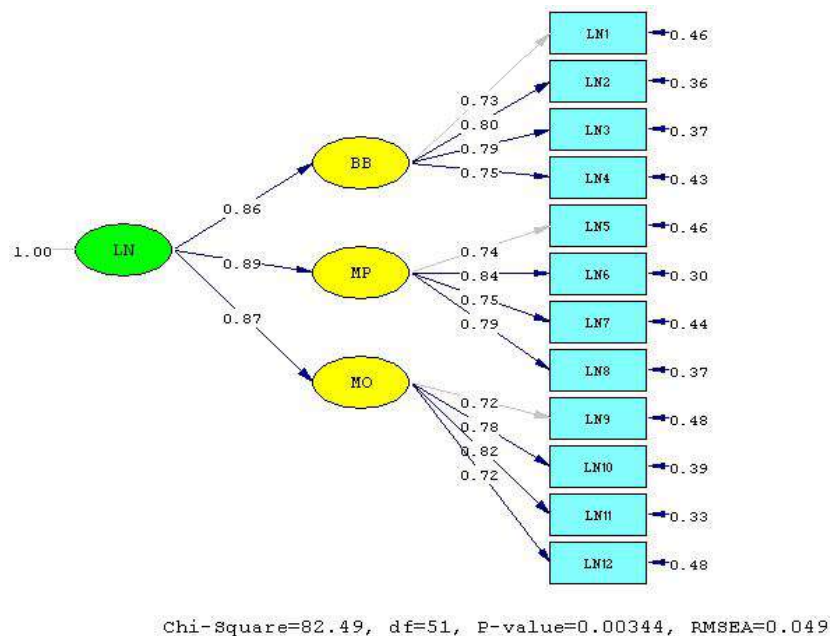 LN1 0.46
0.73
LN2 0.36
0.80
LN3 0.37
0.79
BB
LN4 0.43
0.75
0.86
LN5 0.46
1.00 LN
0.74
0.89
MP
LN6 0.30
0.84
0.75
LN7 0.44
0.87
0.79
LN8 0.37
MO
0.72
LN9 0.48
0.78
0.82
LN10 0.39
0.72
LN11 0.33
LN12 0.48
Chi-Square=82.49, df=51, P-value=0.00344, RMSEA=0.049